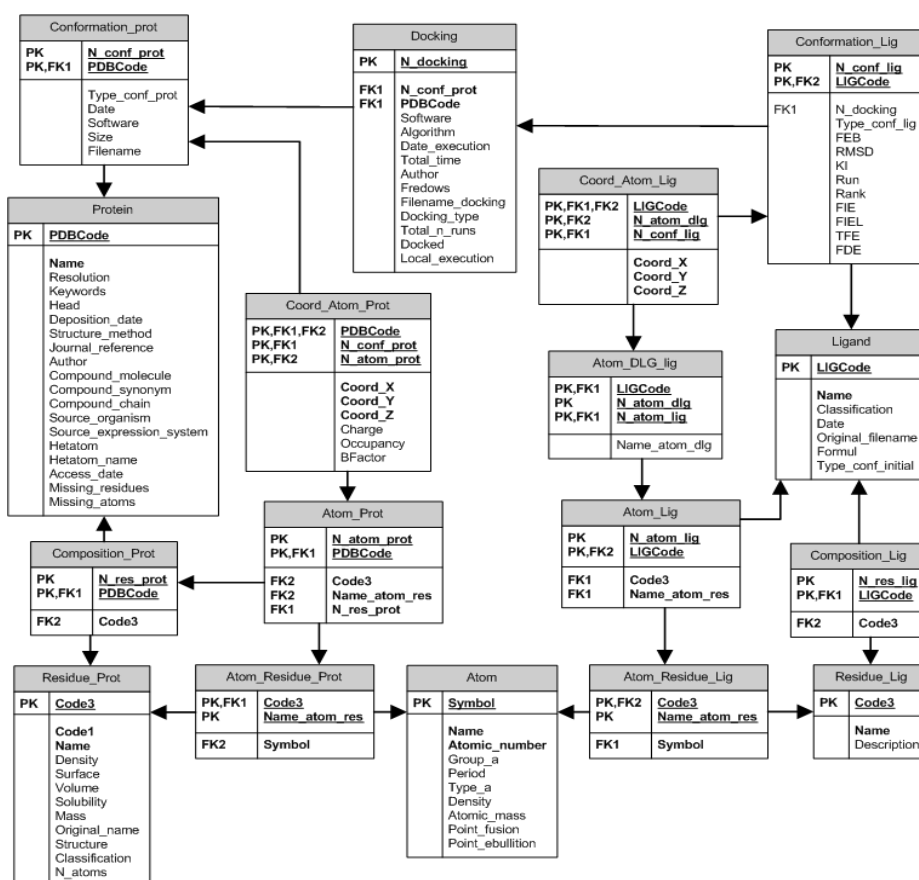 Conformation_prot
PK N_conf_prot
PK,FK1 PDBCode
Type_conf_prot
Date
Software
Size
Filename
Docking
PK N_docking
FK1 N_conf_prot
FK1 PDBCode
Software
Algorithm
Date_execution
Total_time
Author
Fredows
Filename_docking
Docking_type
Total_n_runs
Docked
Local_execution
Conformation_Lig
PK N_conf_lig
PK,FK2 LIGCode
FK1 N_docking
Type_conf_lig
FEB
RMSD
KI
Run
Rank
FIE
FIEL
TFE
FDE
Coord_Atom_Lig
PK,FK1,FK2 LIGCode
PK,FK2 N_atom_dlg
PK,FK1 N_conf_lig
Coord_X
Coord_Y
Coord_Z
Protein
PK PDBCode
Name
Resolution
Keywords
Head
Deposition_date
Structure_method
Journal_reference
Author
Compound_molecule
Compound_synonym
Compound_chain
Source_organism
Source_expression_system
Hetatom
Hetatom_name
Access_date
Missing_residues
Missing_atoms
Coord_Atom_Prot
PK,FK1,FK2 PDBCode
PK,FK1 N_conf_prot
PK,FK2 N_atom_prot
Coord_X
Coord_Y
Coord_Z
Charge
Occupancy
BFactor
Atom_DLG_lig
PK,FK1 LIGCode
PK N_atom_dlg
PK,FK1 N_atom_lig
Name_atom_dlg
Ligand
PK LIGCode
Name
Classification
Date
Original_filename
Formul
Type_conf_initial
Composition_Prot
PK N_res_prot
PK,FK1 PDBCode
FK2 Code3
Atom_Prot
PK N_atom_prot
PK,FK1 PDBCode
FK2 Code3
FK2 Name_atom_res
FK1 N_res_prot
Atom_Lig
PK N_atom_lig
PK,FK2 LIGCode
FK1 Code3
FK1 Name_atom_res
Composition_Lig
PK N_res_lig
PK,FK1 LIGCode
FK2 Code3
Residue_Prot
PK Code3
Code1
Name
Density
Surface
Volume
Solubility
Mass
Original_name
Structure
Classification
N_atoms
Atom_Residue_Prot
PK,FK1 Code3
PK Name_atom_res
FK2 Symbol
Atom
PK Symbol
Name
Atomic_number
Group_a
Period
Type_a
Density
Atomic_mass
Point_fusion
Point_ebullition
Atom_Residue_Lig
PK,FK2 Code3
PK Name_atom_res
FK1 Symbol
Residue_Lig
PK Code3
Name
Description